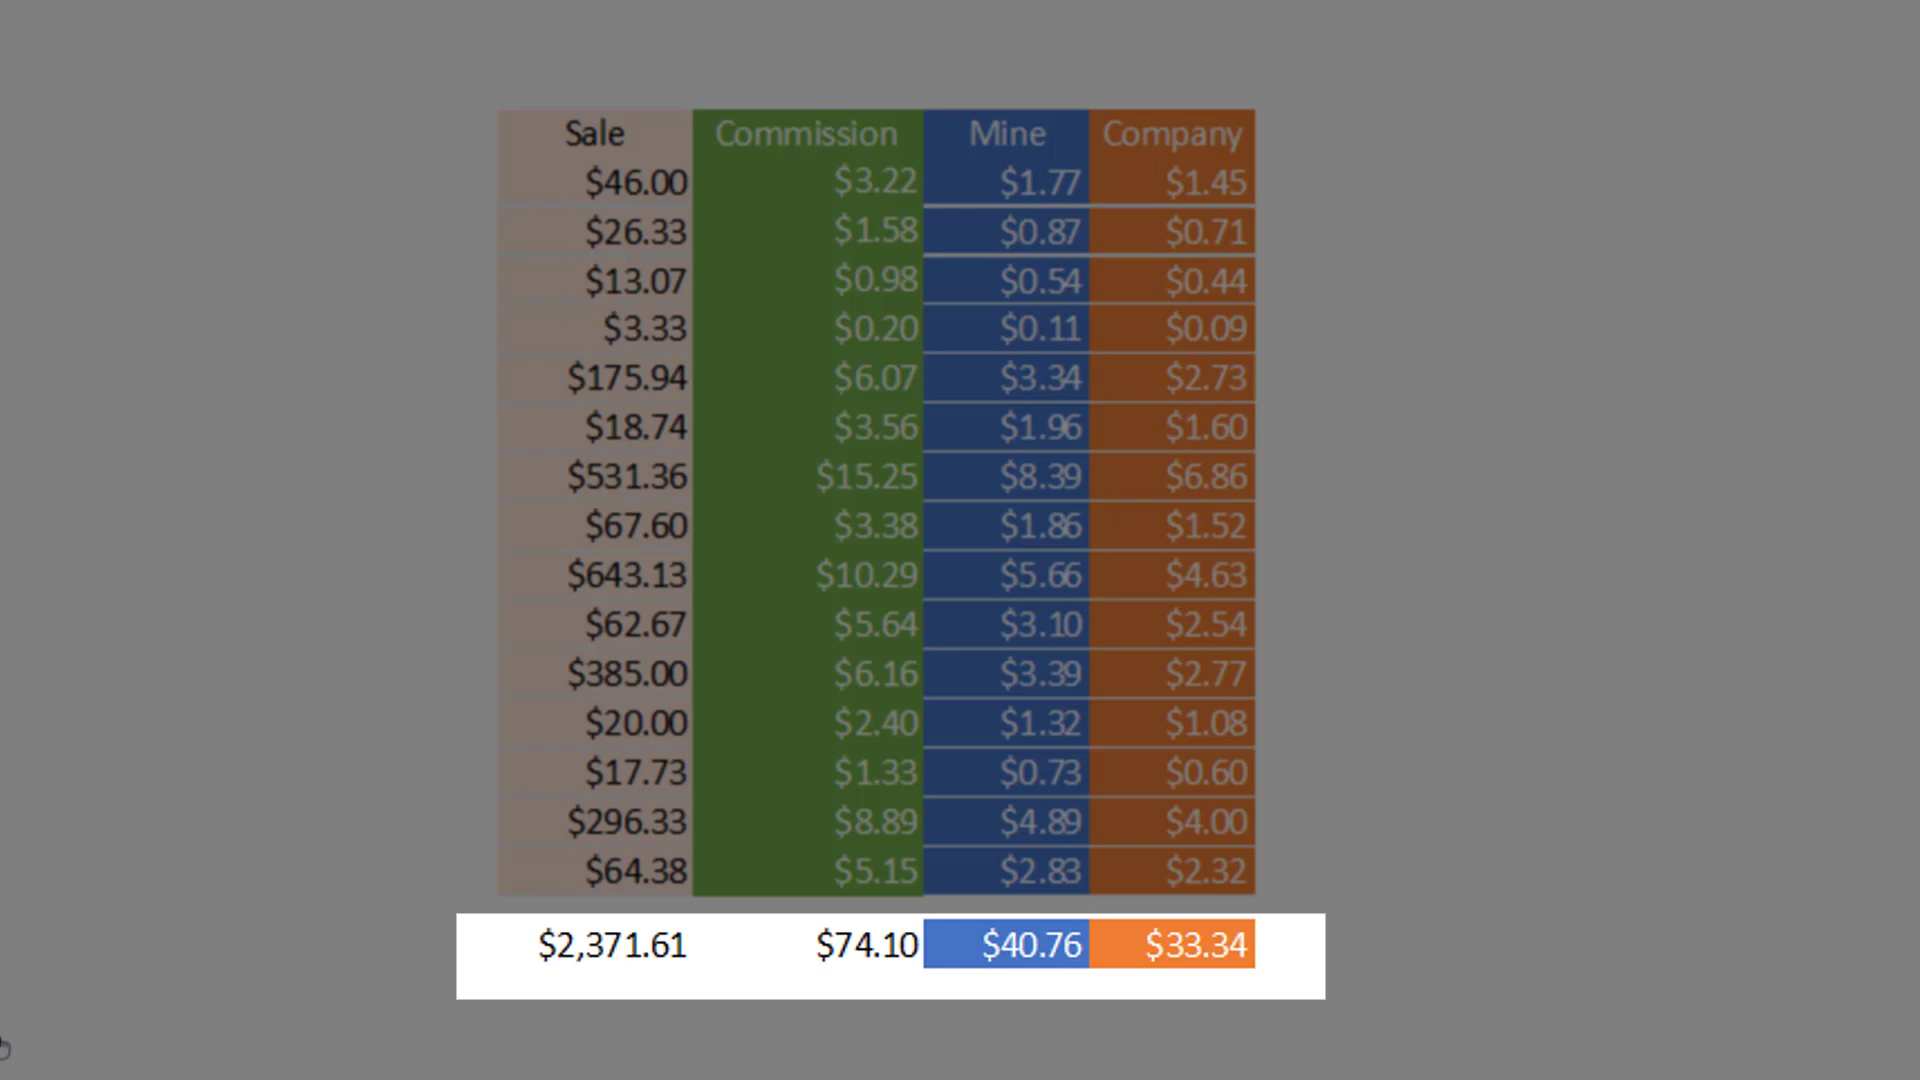 Sale Commission Mine Company
$46.00 $3.22 $1.77 $1.45
$26.33 $1.58 $0.87 $0.71
$13.07 $0.98 $0.54 $0.44
$3.33 $0.20 $0.11 $0.09
$175.94 $6.07 $3.34 $2.73
$18.74 $3.56 $1.96 $1.60
$531.36 $15.25 $8.39 $6.86
$67.60 $3.38 $1.86 $1.52
$643.13 $10.29 $5.66 $4.63
$62.67 $5.64 $3.10 $2.54
$385.00 $6.16 $3.39 $2.77
$20.00 $2.40 $1.32 $1.08
$17.73 $1.33 $0.73 $0.60
$296.33 $8.89 $4.89 $4.00
$64.38 $5.15 $2.83 $2.32
$2,371.61 $74.10 $40.76 $33.34